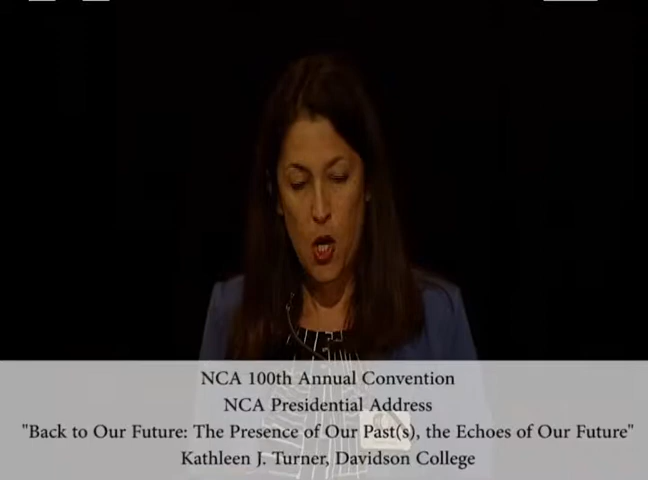 NCA 100th Annual Convention
NCA Presidential Address
"Back to Our Future: The Presence of Our Past(s), the Echoes of Our Future"
Kathleen J. Turner, Davidson College